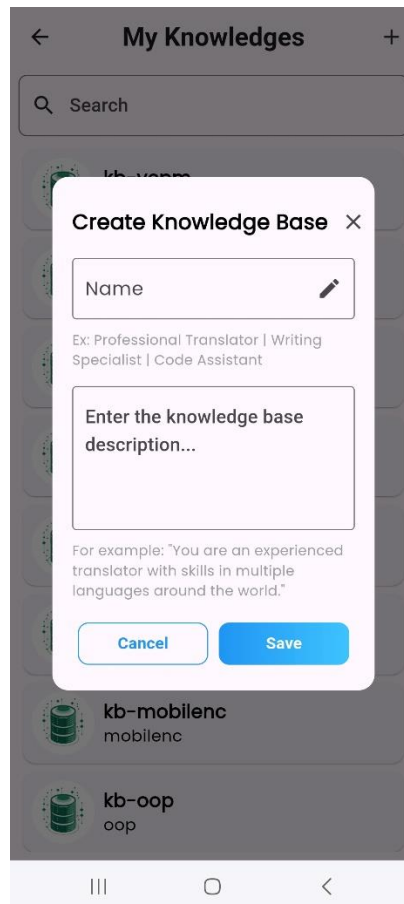 My Knowledges
Search
Create Knowledge Base
Name
Ex: Professional Translator | Writing
Specialist | Code Assistant
Enter the knowledge base
description...
For example: "You are an experienced
translator with skills in multiple
languages around the world."
Cancel
Save
kb-mobilenc
mobilenc
kb-oop
oop